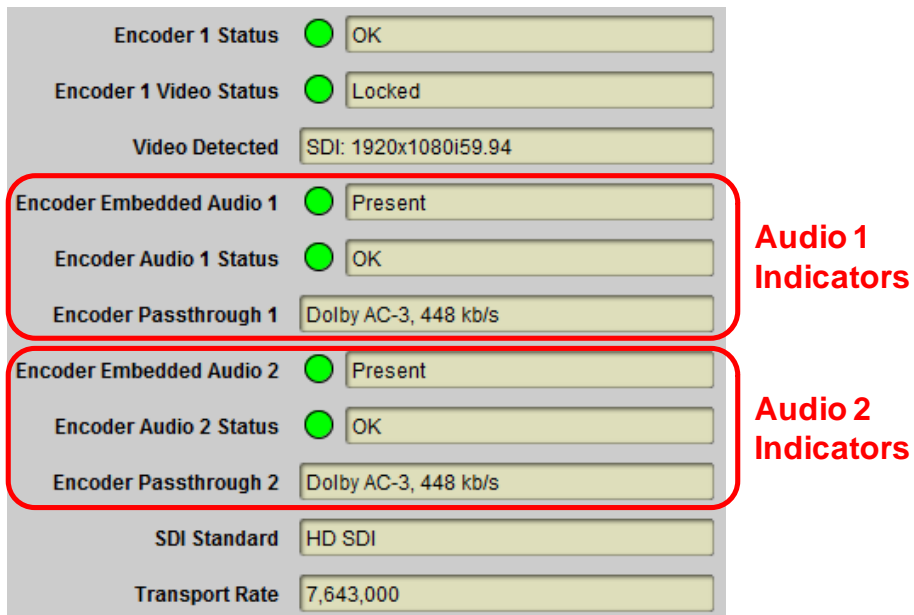 Encoder 1 Status OK
Encoder 1 Video Status Locked
Video Detected SDI: 1920x1080i59.94
Encoder Embedded Audio 1 Present
Encoder Audio 1 Status OK
Encoder Passthrough 1 Dolby AC-3, 448 kb/s
Audio 1
Indicators
Encoder Embedded Audio 2 Present
Encoder Audio 2 Status OK
Encoder Passthrough 2 Dolby AC-3, 448 kb/s
Audio 2
Indicators
SDI Standard HD SDI
Transport Rate 7,643,000